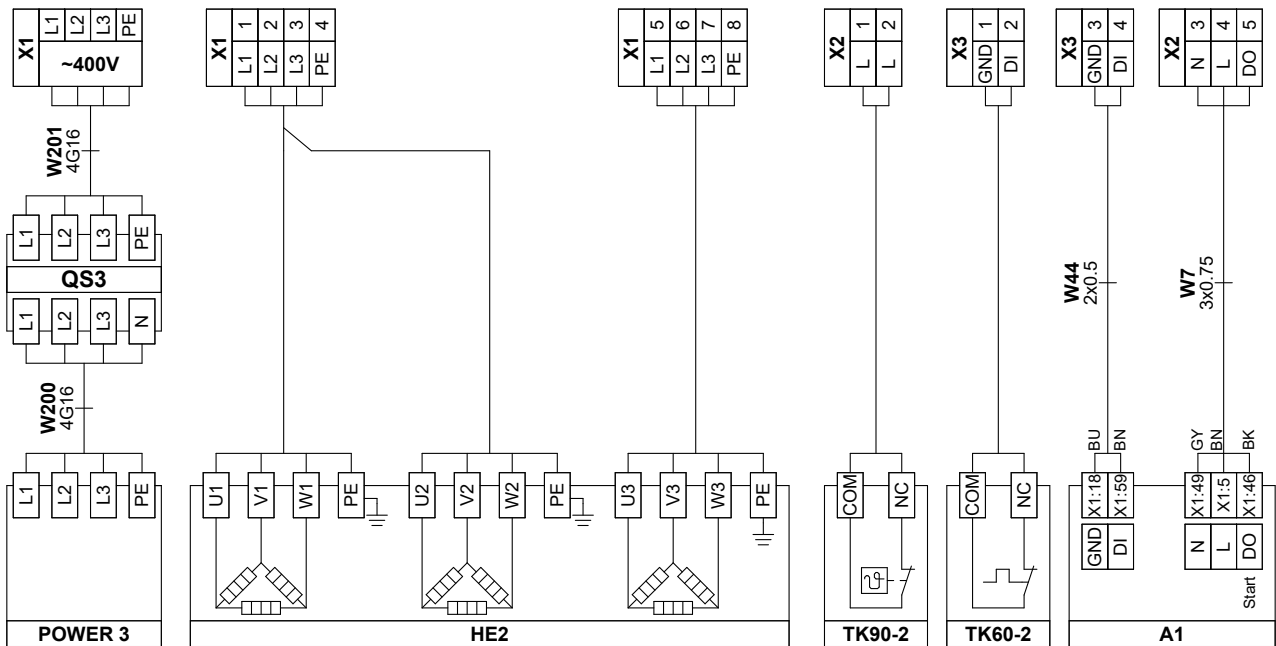 X1 L1 L2 L3 PE
~400V
X1 1 2 3 4
L1 L2 L3 PE
X1 5 6 7 8
L1 L2 L3 PE
X2 1 2
L L
X3 1 2
GND DI
X3 3 4
GND DI
X2 3 4 5
N L DO
W201
4G16
L1 L2 L3 PE
QS3
L1 L2 L3 N
W200
4G16
W44
2x0.5
W7
3x0.75
BU BN
GY BN BK
L1 L2 L3 PE
U1 V1 W1 PE
U2 V2 W2 PE
U3 V3 W3 PE
COM NC
COM NC
X1:18 X1:59
X1:49 X1:5 X1:46
GND DI
N L DO
ϑ
Start
POWER 3
HE2
TK90-2
TK60-2
A1